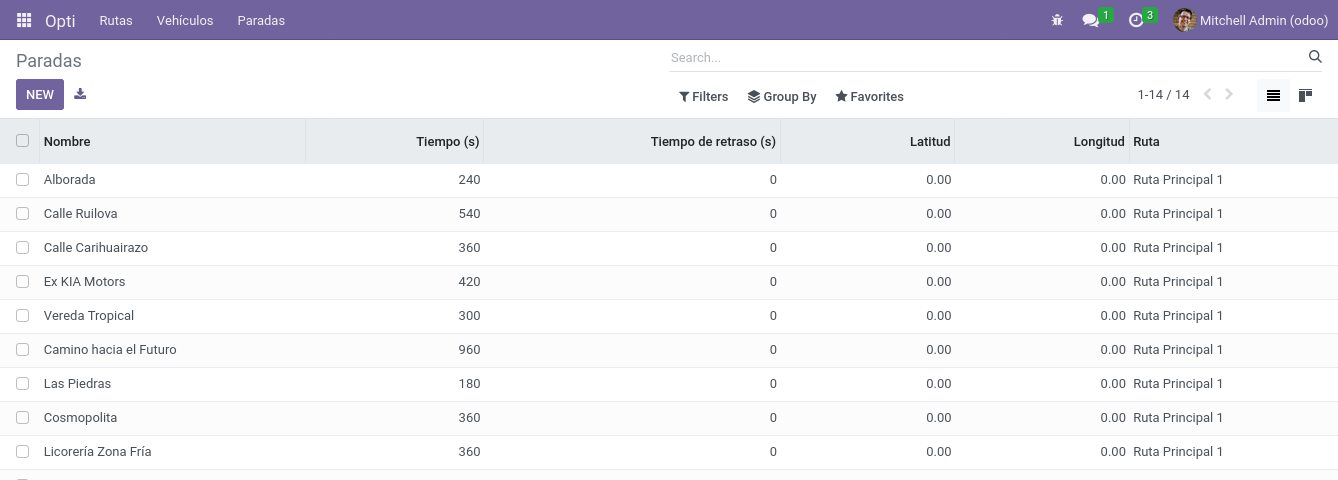 Opti Rutas Vehículos Paradas 1 3 Mitchell Admin (odoo)
Paradas Search...
NEW Filters Group By Favorites 1-14 / 14
Nombre Tiempo (s) Tiempo de retraso (s) Latitud Longitud Ruta
Alborada 240 0 0.00 0.00 Ruta Principal 1
Calle Ruilova 540 0 0.00 0.00 Ruta Principal 1
Calle Carihuairazo 360 0 0.00 0.00 Ruta Principal 1
Ex KIA Motors 420 0 0.00 0.00 Ruta Principal 1
Vereda Tropical 300 0 0.00 0.00 Ruta Principal 1
Camino hacia el Futuro 960 0 0.00 0.00 Ruta Principal 1
Las Piedras 180 0 0.00 0.00 Ruta Principal 1
Cosmopolita 360 0 0.00 0.00 Ruta Principal 1
Licorería Zona Fría 360 0 0.00 0.00 Ruta Principal 1